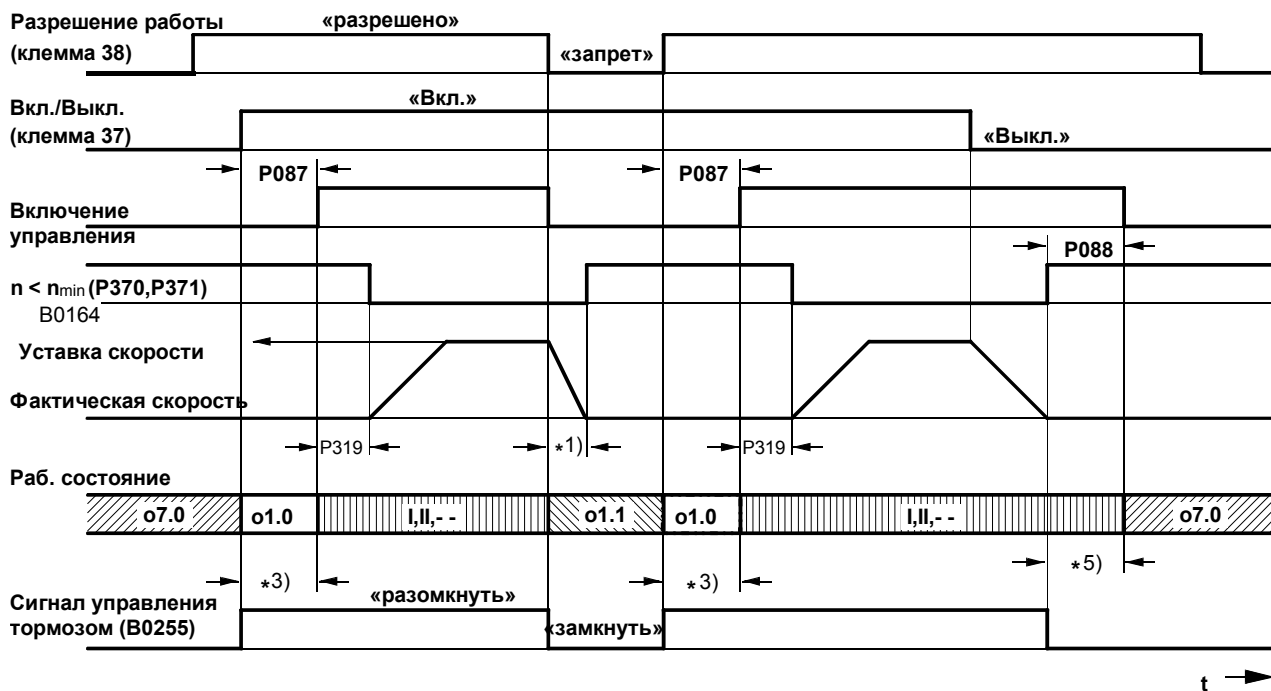 Разрешение работы
(клемма 38)
«разрешено»
«запрет»
Вкл./Выкл.
(клемма 37)
«Вкл.»
«Выкл.»
P087
P087
Включение
управления
P088
n < nmin (P370,P371)
B0164
Уставка скорости
Фактическая скорость
P319
*1)
P319
Раб. состояние
o7.0
o1.0
I,II,- -
o1.1
o1.0
I,II,- -
o7.0
*3)
*3)
*5)
Сигнал управления
тормозом (B0255)
«разомкнуть»
«замкнуть»
t